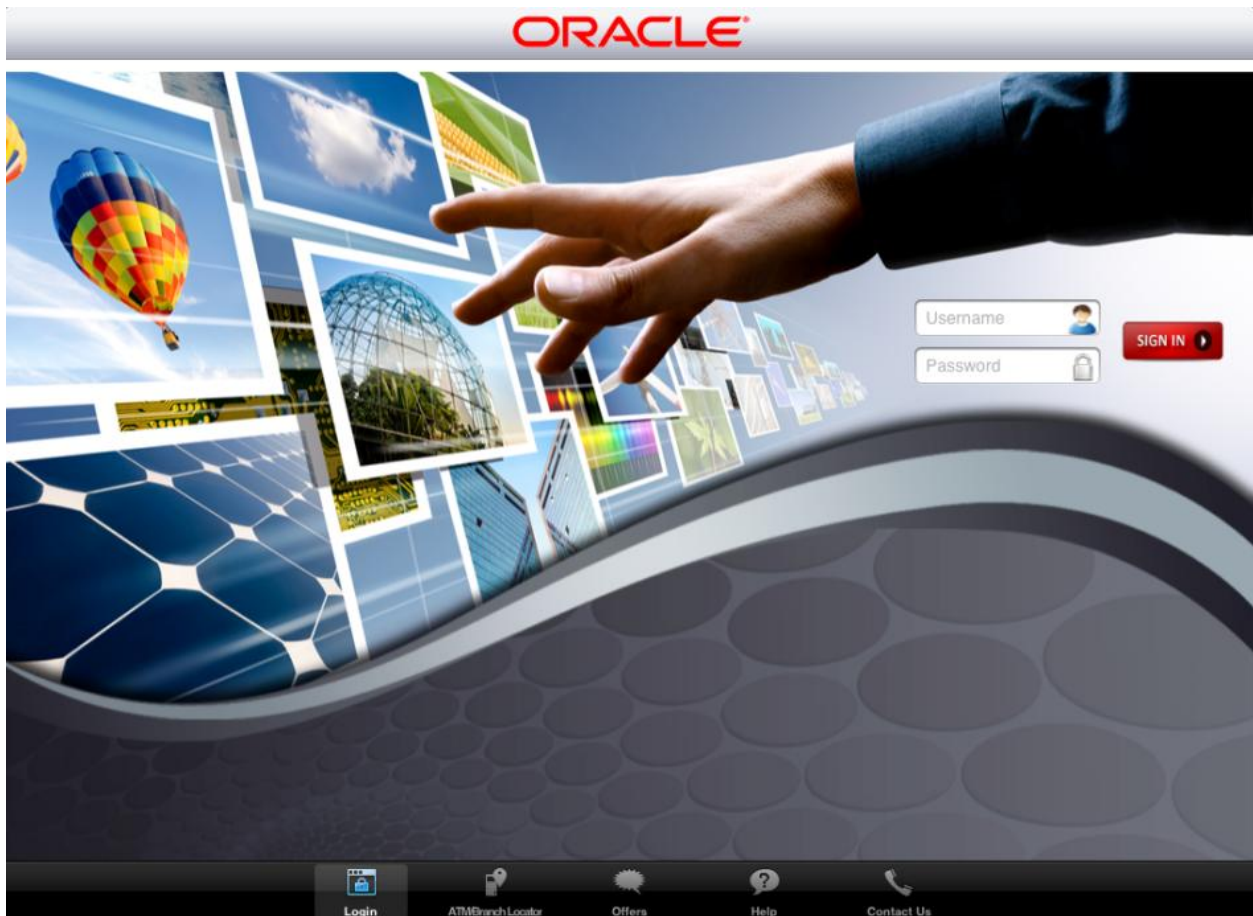 ORACLE®
Username
SIGN IN
Password
Login
ATM/Branch Locator
Offers
Help
Contact Us